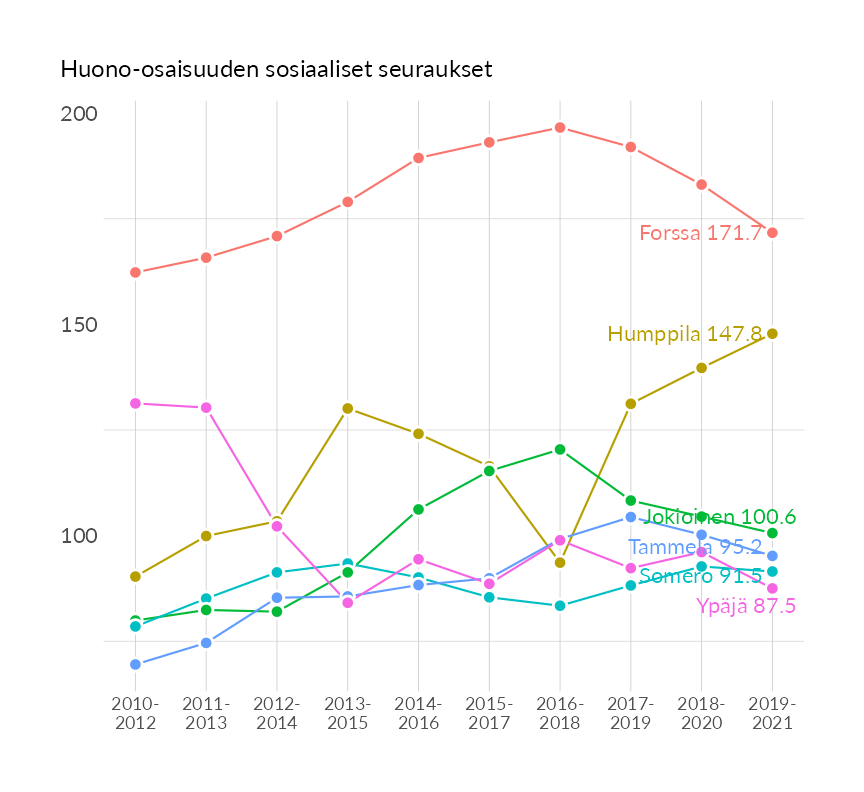 Huono-osaisuuden sosiaaliset seuraukset
200
150
100
Forssa 171.7
Humppila 147.8
Jokioinen 100.6
Tammela 95.2
Somero 91.5
Ypäjä 87.5
2010- 2011- 2012- 2013- 2014- 2015- 2016- 2017- 2018- 2019-
2012 2013 2014 2015 2016 2017 2018 2019 2020 2021